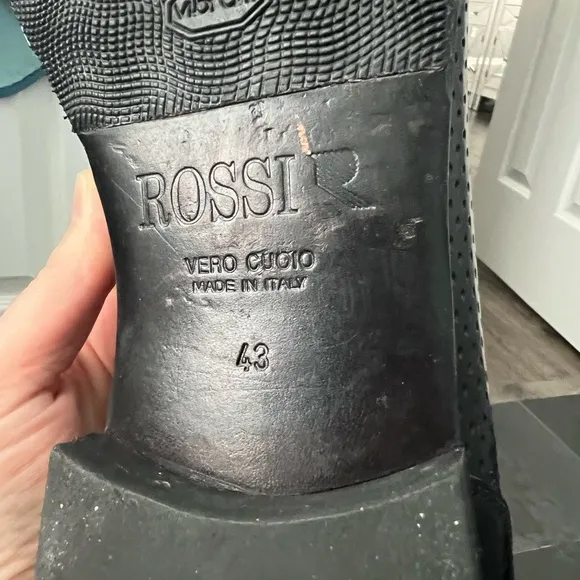 ROSSI R
VERO CUOIO
MADE IN ITALY
43